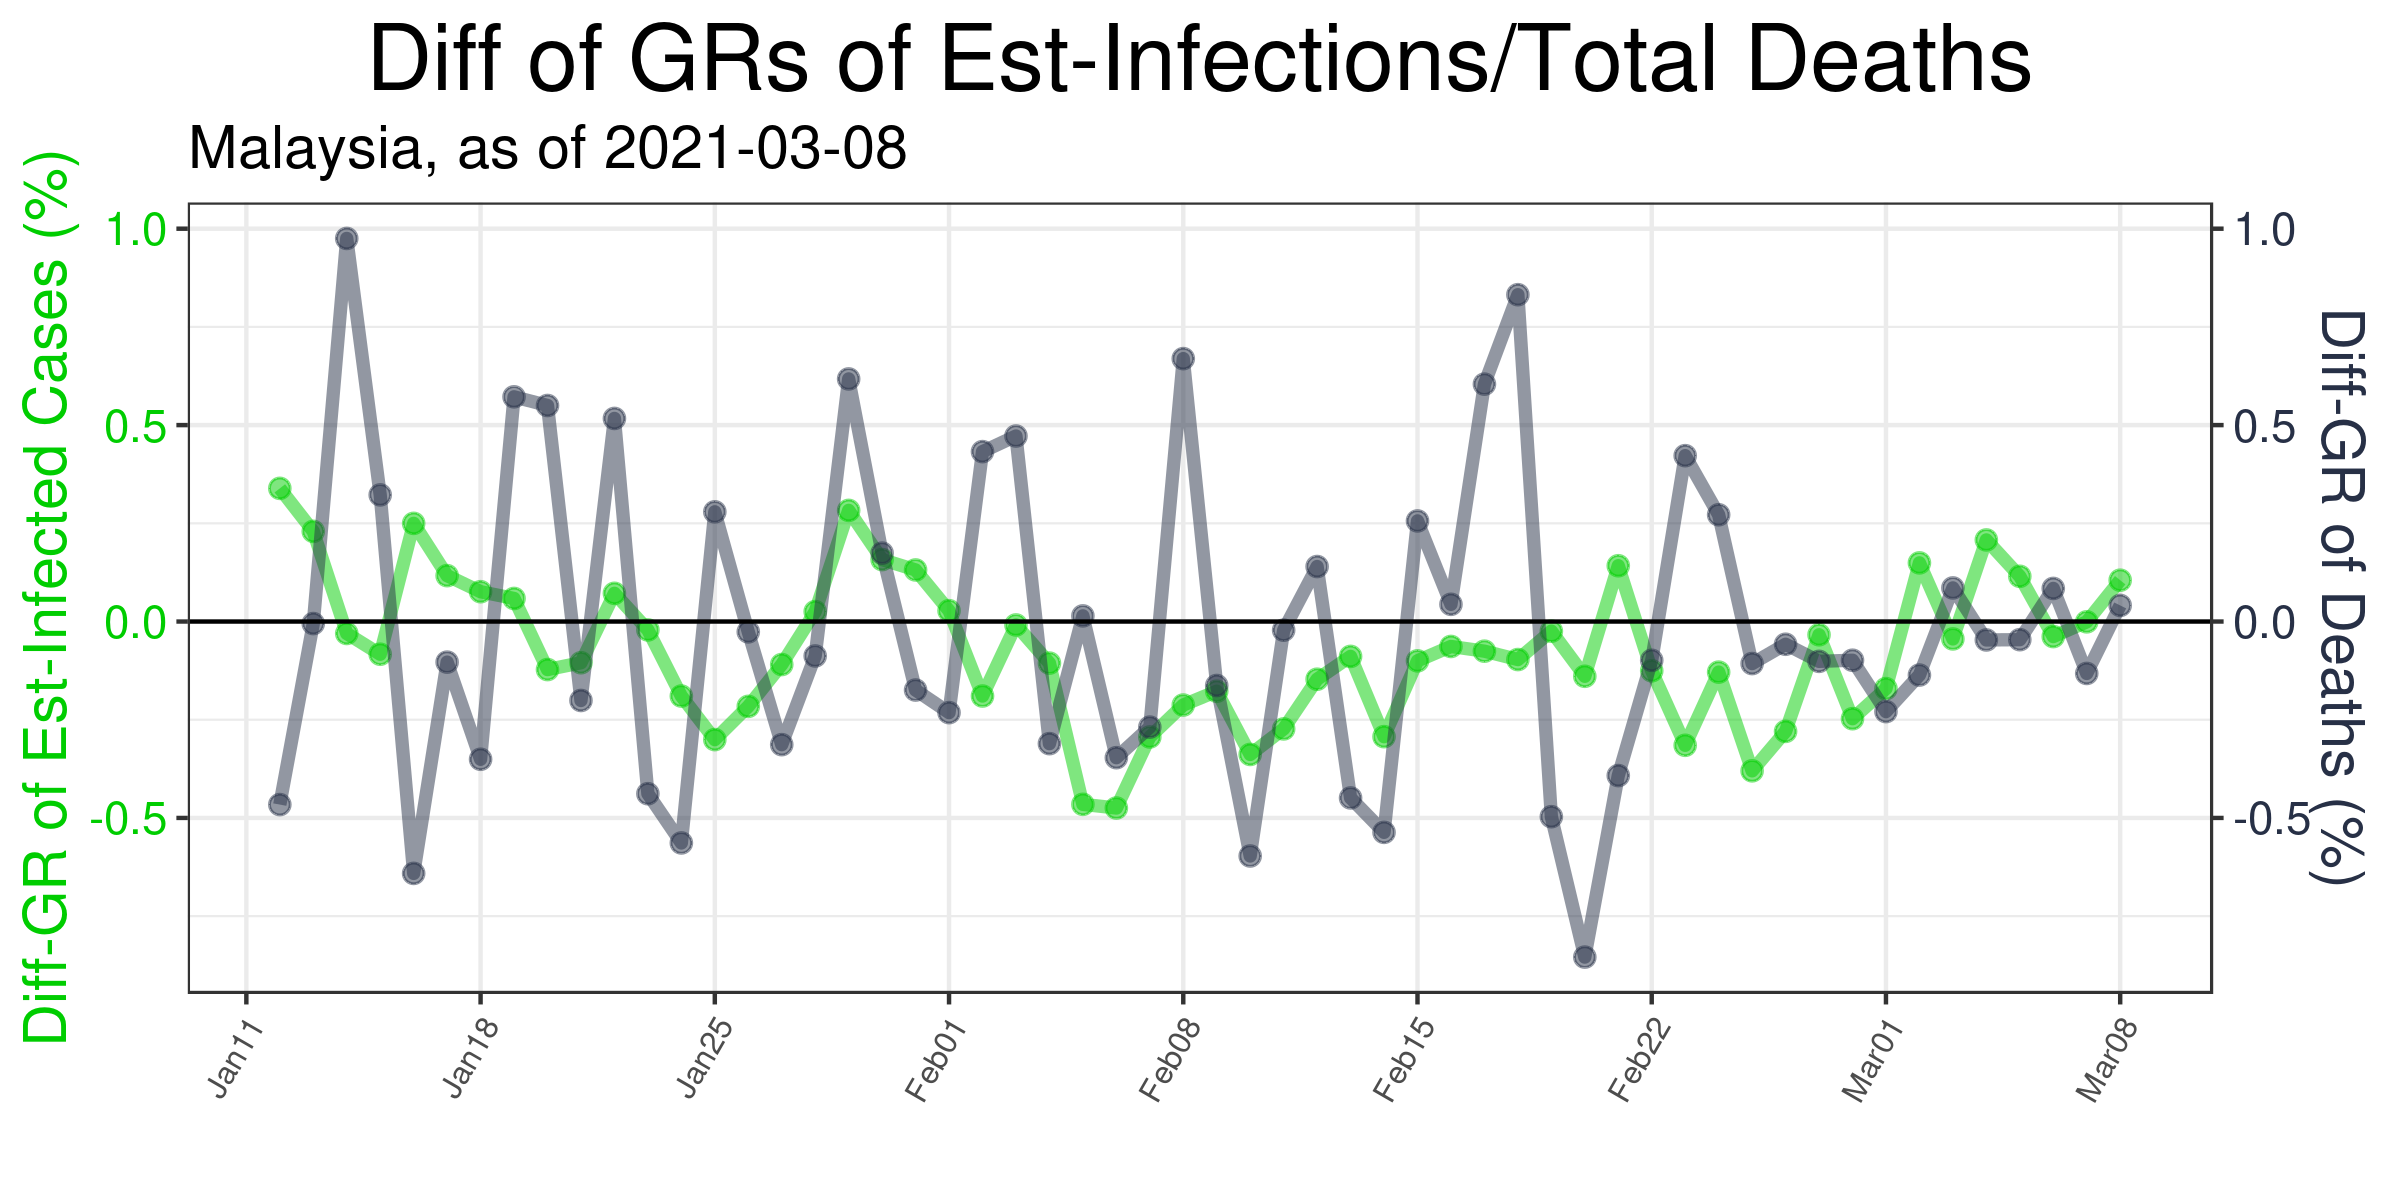 Diff of GRs of Est-Infections/Total Deaths
Malaysia, as of 2021-03-08
Diff-GR of Est-Infected Cases (%)
1.0
0.5
0.0
-0.5
1.0
0.5
0.0
-0.5
Diff-GR of Deaths (%)
Jan11
Jan18
Jan25
Feb01
Feb08
Feb15
Feb22
Mar01
Mar08